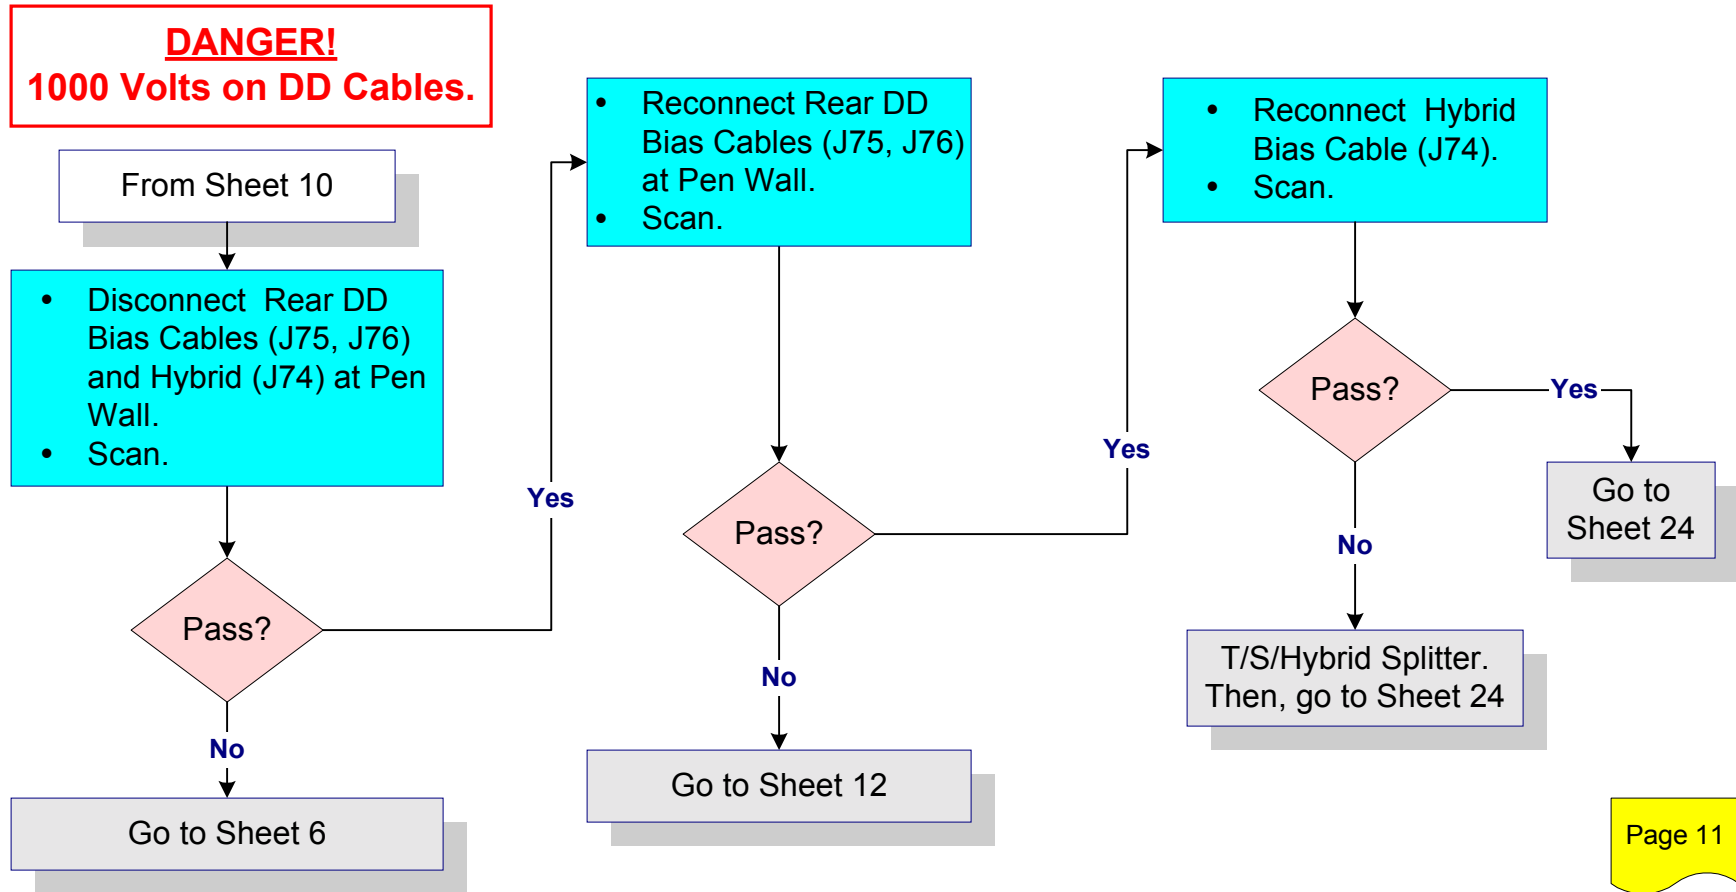 DANGER!
1000 Volts on DD Cables.
From Sheet 10
• Disconnect Rear DD
Bias Cables (J75, J76)
and Hybrid (J74) at Pen
Wall.
• Scan.
Pass?
Yes
No
Go to Sheet 6
• Reconnect Rear DD
Bias Cables (J75, J76)
at Pen Wall.
• Scan.
Pass?
Yes
No
Go to Sheet 12
• Reconnect Hybrid
Bias Cable (J74).
• Scan.
Pass?
Yes
Go to
Sheet 24
No
T/S/Hybrid Splitter.
Then, go to Sheet 24
Page 11